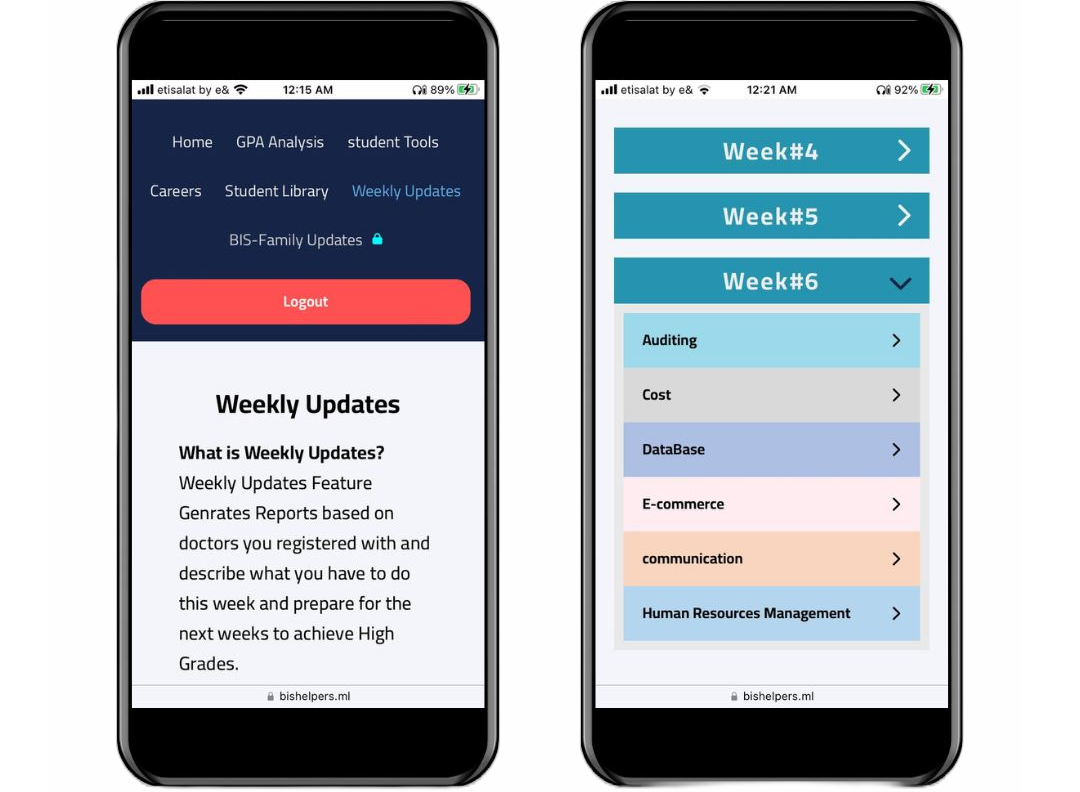 etisalat by e& 12:15 AM 89%
Home GPA Analysis student Tools
Careers Student Library Weekly Updates
BIS-Family Updates
Logout
Weekly Updates
What is Weekly Updates?
Weekly Updates Feature
Genrates Reports based on
doctors you registered with and
describe what you have to do
this week and prepare for the
next weeks to achieve High
Grades.
bishelpers.ml
etisalat by e& 12:21 AM 92%
Week#4
Week#5
Week#6
Auditing
Cost
DataBase
E-commerce
communication
Human Resources Management
bishelpers.ml